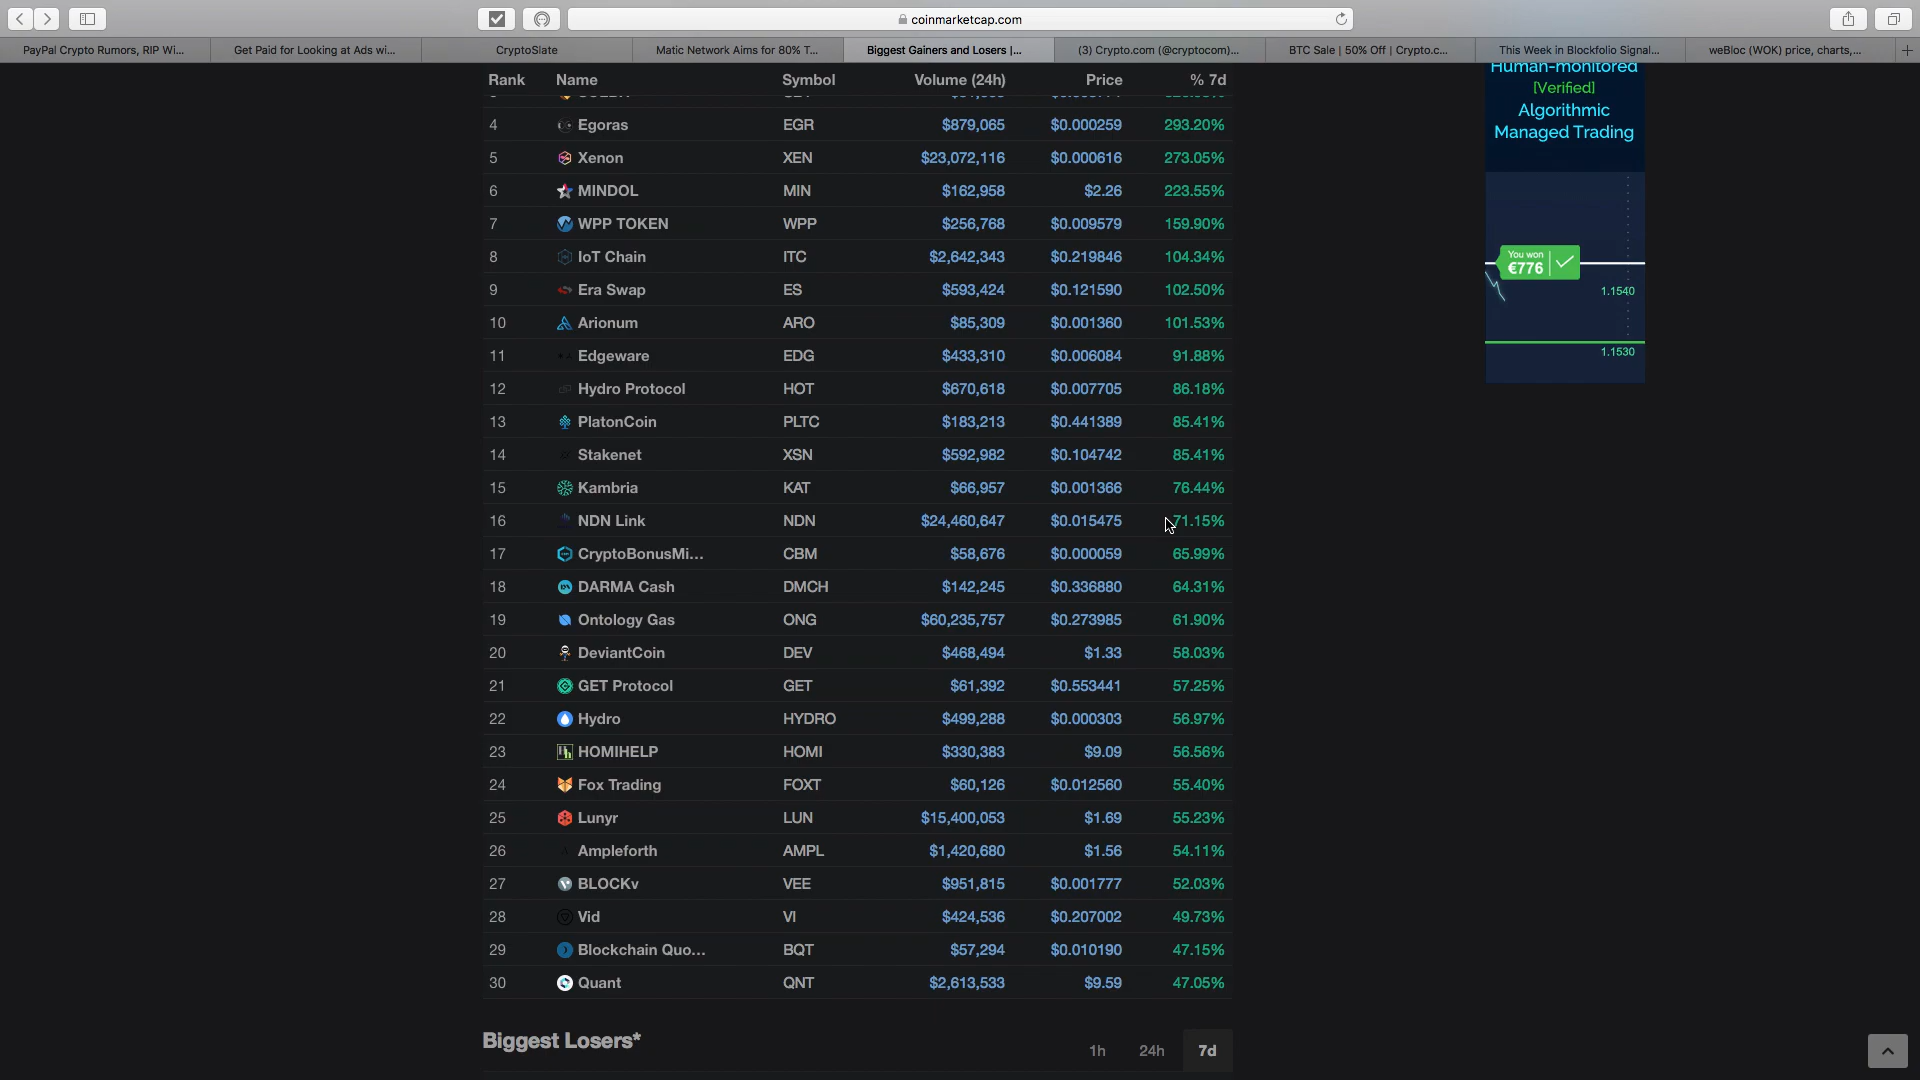 coinmarketcap.com
PayPal Crypto Rumors, RIP Wi...
Get Paid for Looking at Ads wi...
CryptoSlate
Matic Network Aims for 80% T...
Biggest Gainers and Losers |...
(3) Crypto.com (@cryptocom)...
BTC Sale | 50% Off | Crypto.c...
This Week in Blockfolio Signal...
weBloc (WOK) price, charts,...
Rank Name Symbol Volume (24h) Price % 7d
4 Egoras EGR $879,065 $0.000259 293.20%
5 Xenon XEN $23,072,116 $0.000616 273.05%
6 MINDOL MIN $162,958 $2.26 223.55%
7 WPP TOKEN WPP $256,768 $0.009579 159.90%
8 IoT Chain ITC $2,642,343 $0.219846 104.34%
9 Era Swap ES $593,424 $0.121590 102.50%
10 Arionum ARO $85,309 $0.001360 101.53%
11 Edgeware EDG $433,310 $0.006084 91.88%
12 Hydro Protocol HOT $670,618 $0.007705 86.18%
13 PlatonCoin PLTC $183,213 $0.441389 85.41%
14 Stakenet XSN $592,982 $0.104742 85.41%
15 Kambria KAT $66,957 $0.001366 76.44%
16 NDN Link NDN $24,460,647 $0.015475 71.15%
17 CryptoBonusMi... CBM $58,676 $0.000059 65.99%
18 DARMA Cash DMCH $142,245 $0.336880 64.31%
19 Ontology Gas ONG $60,235,757 $0.273985 61.90%
20 DeviantCoin DEV $468,494 $1.33 58.03%
21 GET Protocol GET $61,392 $0.553441 57.25%
22 Hydro HYDRO $499,288 $0.000303 56.97%
23 HOMIHELP HOMI $330,383 $9.09 56.56%
24 Fox Trading FOXT $60,126 $0.012560 55.40%
25 Lunyr LUN $15,400,053 $1.69 55.23%
26 Ampleforth AMPL $1,420,680 $1.56 54.11%
27 BLOCKv VEE $951,815 $0.001777 52.03%
28 Vid VI $424,536 $0.207002 49.73%
29 Blockchain Quo... BQT $57,294 $0.010190 47.15%
30 Quant QNT $2,613,533 $9.59 47.05%
Biggest Losers*
1h 24h 7d
Human-monitored
[Verified]
Algorithmic
Managed Trading
You won
€776
1.1540
1.1530